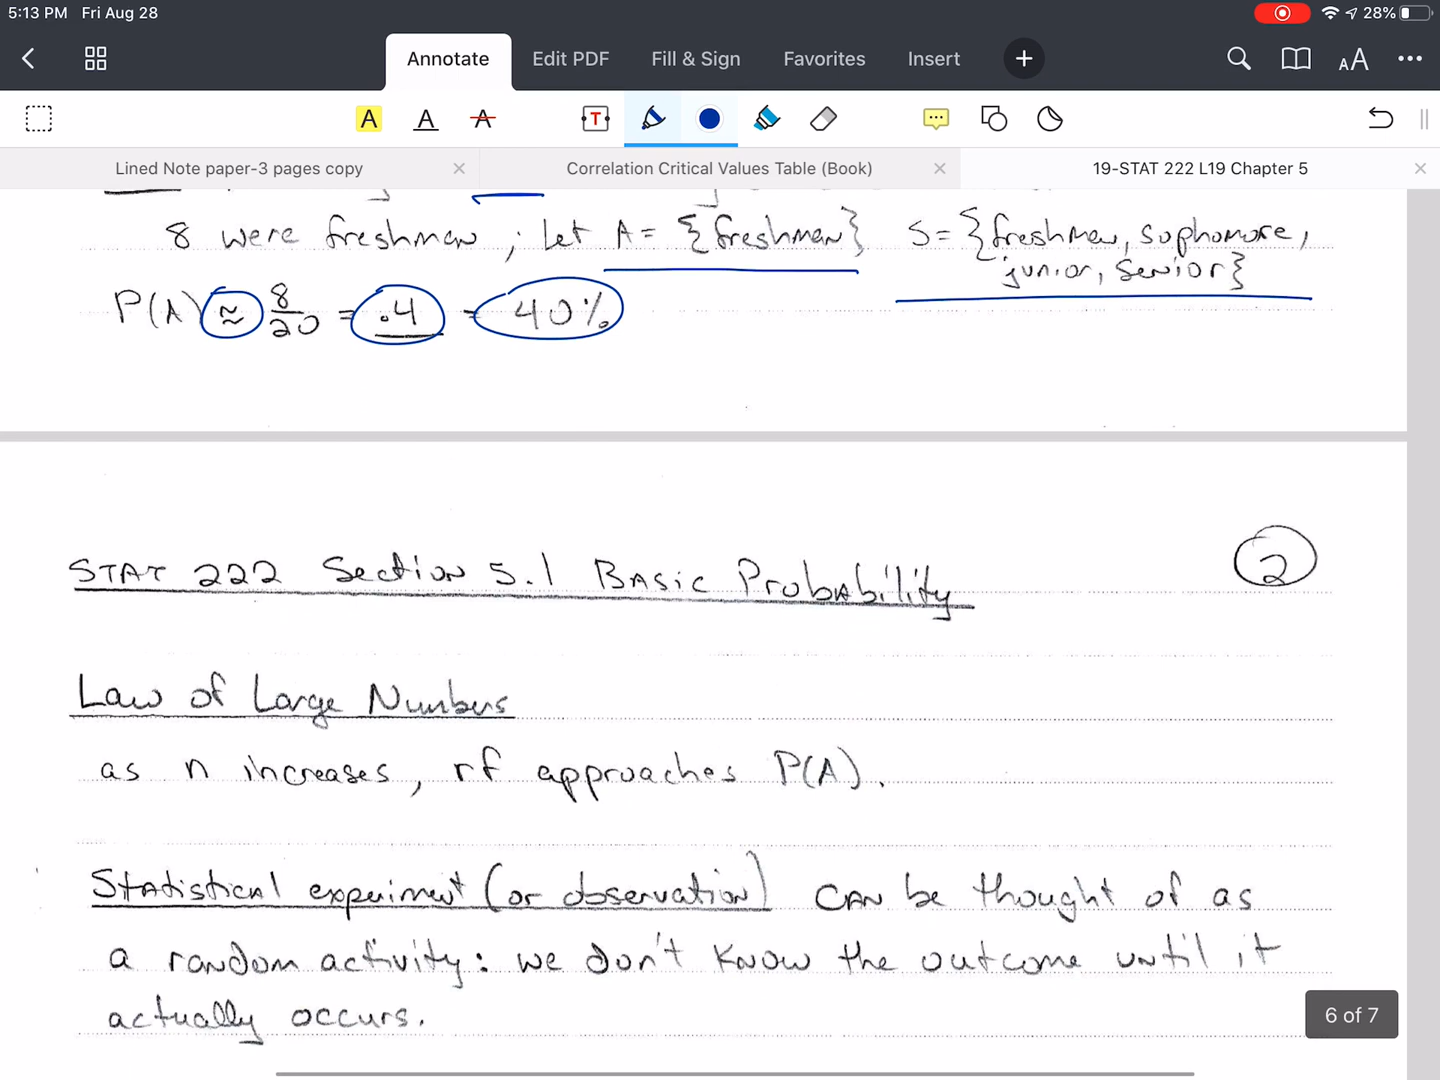 5:13 PM Fri Aug 28
28%
Annotate Edit PDF Fill & Sign Favorites Insert
AA
A A A T
Lined Note paper-3 pages copy Correlation Critical Values Table (Book) 19-STAT 222 L19 Chapter 5
8 were freshmen ; Let A = {freshmen} S = {freshmen, sophomore,
junior, senior}
P(A) ≈ 8/20 = .4 = 40%
STAT 222 Section 5.1 Basic Probability 2
Law of Large Numbers
as n increases, rf approaches P(A).
Statistical experiment (or observation) can be thought of as
a random activity: we don't know the outcome until it
actually occurs.
6 of 7